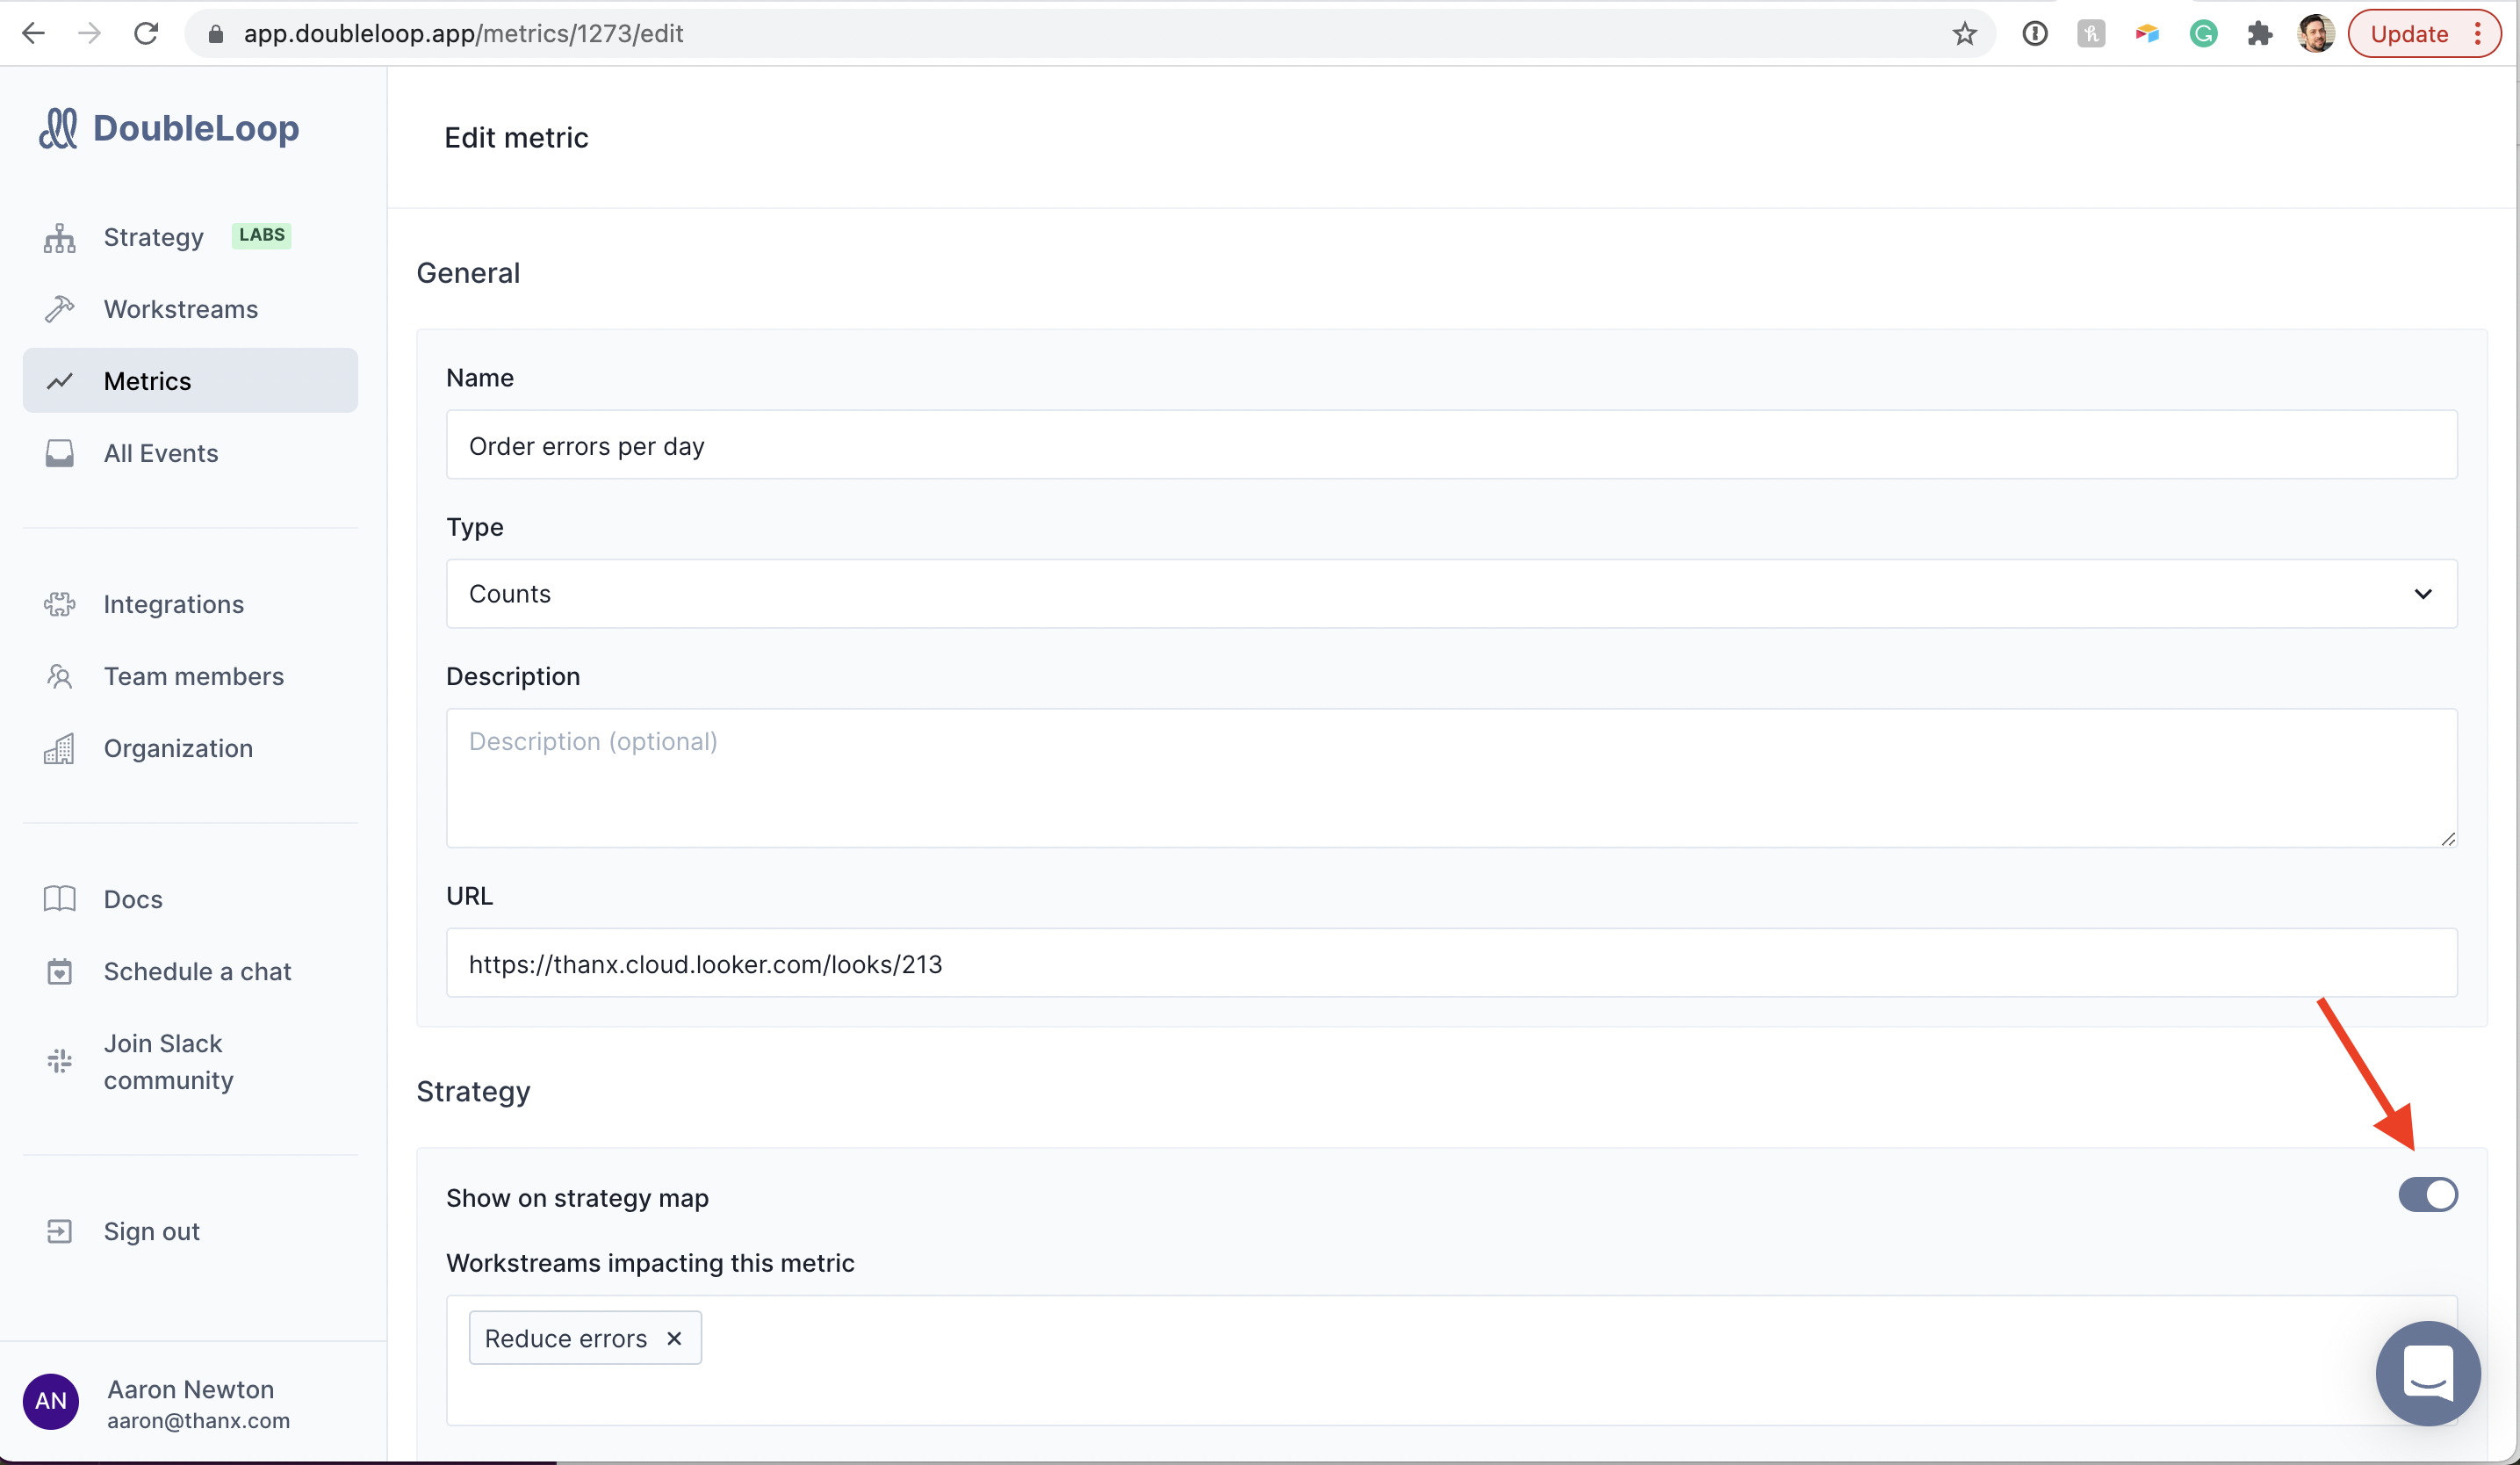 app.doubleloop.app/metrics/1273/edit
Update
DoubleLoop
Strategy LABS
Workstreams
Metrics
All Events
Integrations
Team members
Organization
Docs
Schedule a chat
Join Slack
community
Sign out
AN
Aaron Newton
aaron@thanx.com
Edit metric
General
Name
Order errors per day
Type
Counts
Description
Description (optional)
URL
https://thanx.cloud.looker.com/looks/213
Strategy
Show on strategy map
Workstreams impacting this metric
Reduce errors